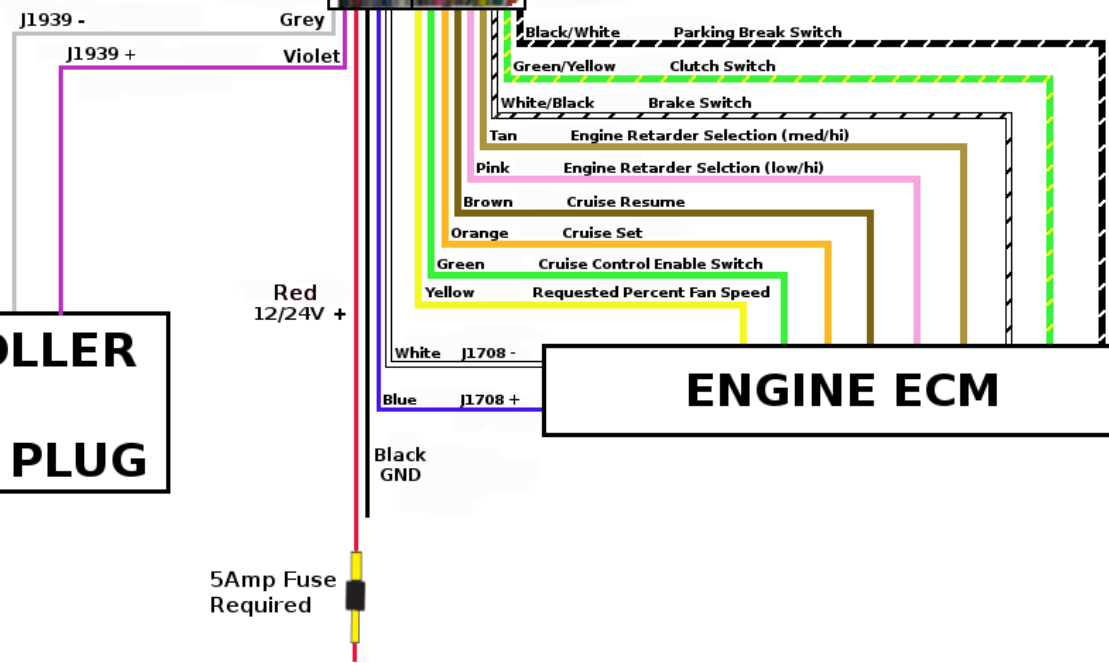 J1939 - Grey
J1939 + Violet
Black/White Parking Break Switch
Green/Yellow Clutch Switch
White/Black Brake Switch
Tan Engine Retarder Selection (med/hi)
Pink Engine Retarder Selction (low/hi)
Brown Cruise Resume
Orange Cruise Set
Green Cruise Control Enable Switch
Yellow Requested Percent Fan Speed
Red
12/24V +
White J1708 -
Blue J1708 +
ENGINE ECM
OLLER
PLUG
Black
GND
5Amp Fuse
Required